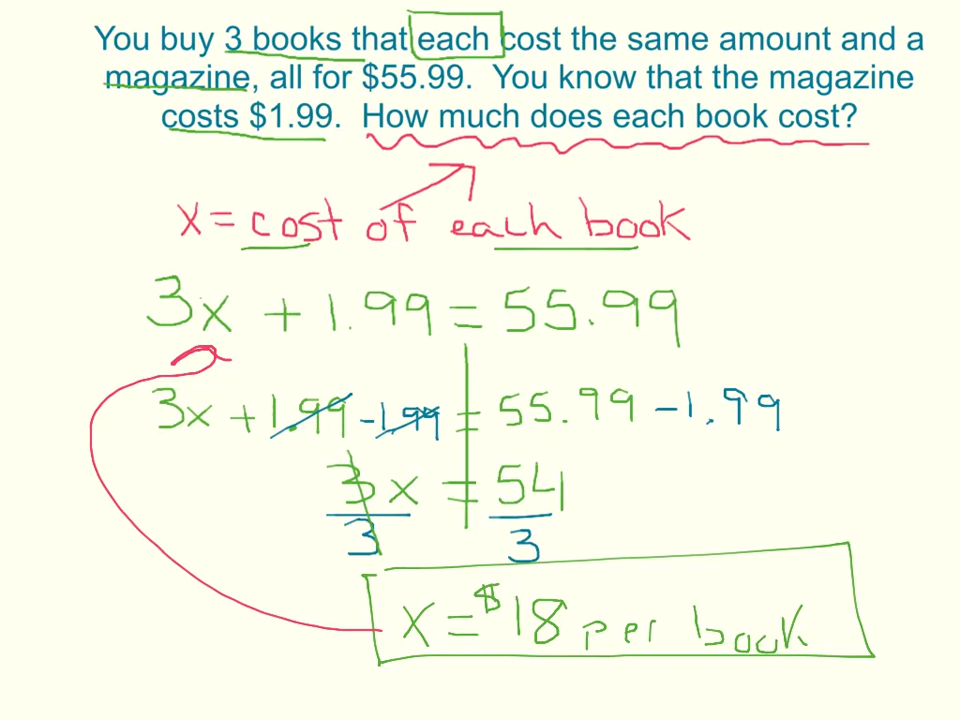 You buy 3 books that each cost the same amount and a
magazine, all for $55.99. You know that the magazine
costs $1.99. How much does each book cost?
x = cost of each book
3x + 1.99 = 55.99
3x + 1.99 - 1.99 = 55.99 - 1.99
3x = 54
3 3
x = $18 per book